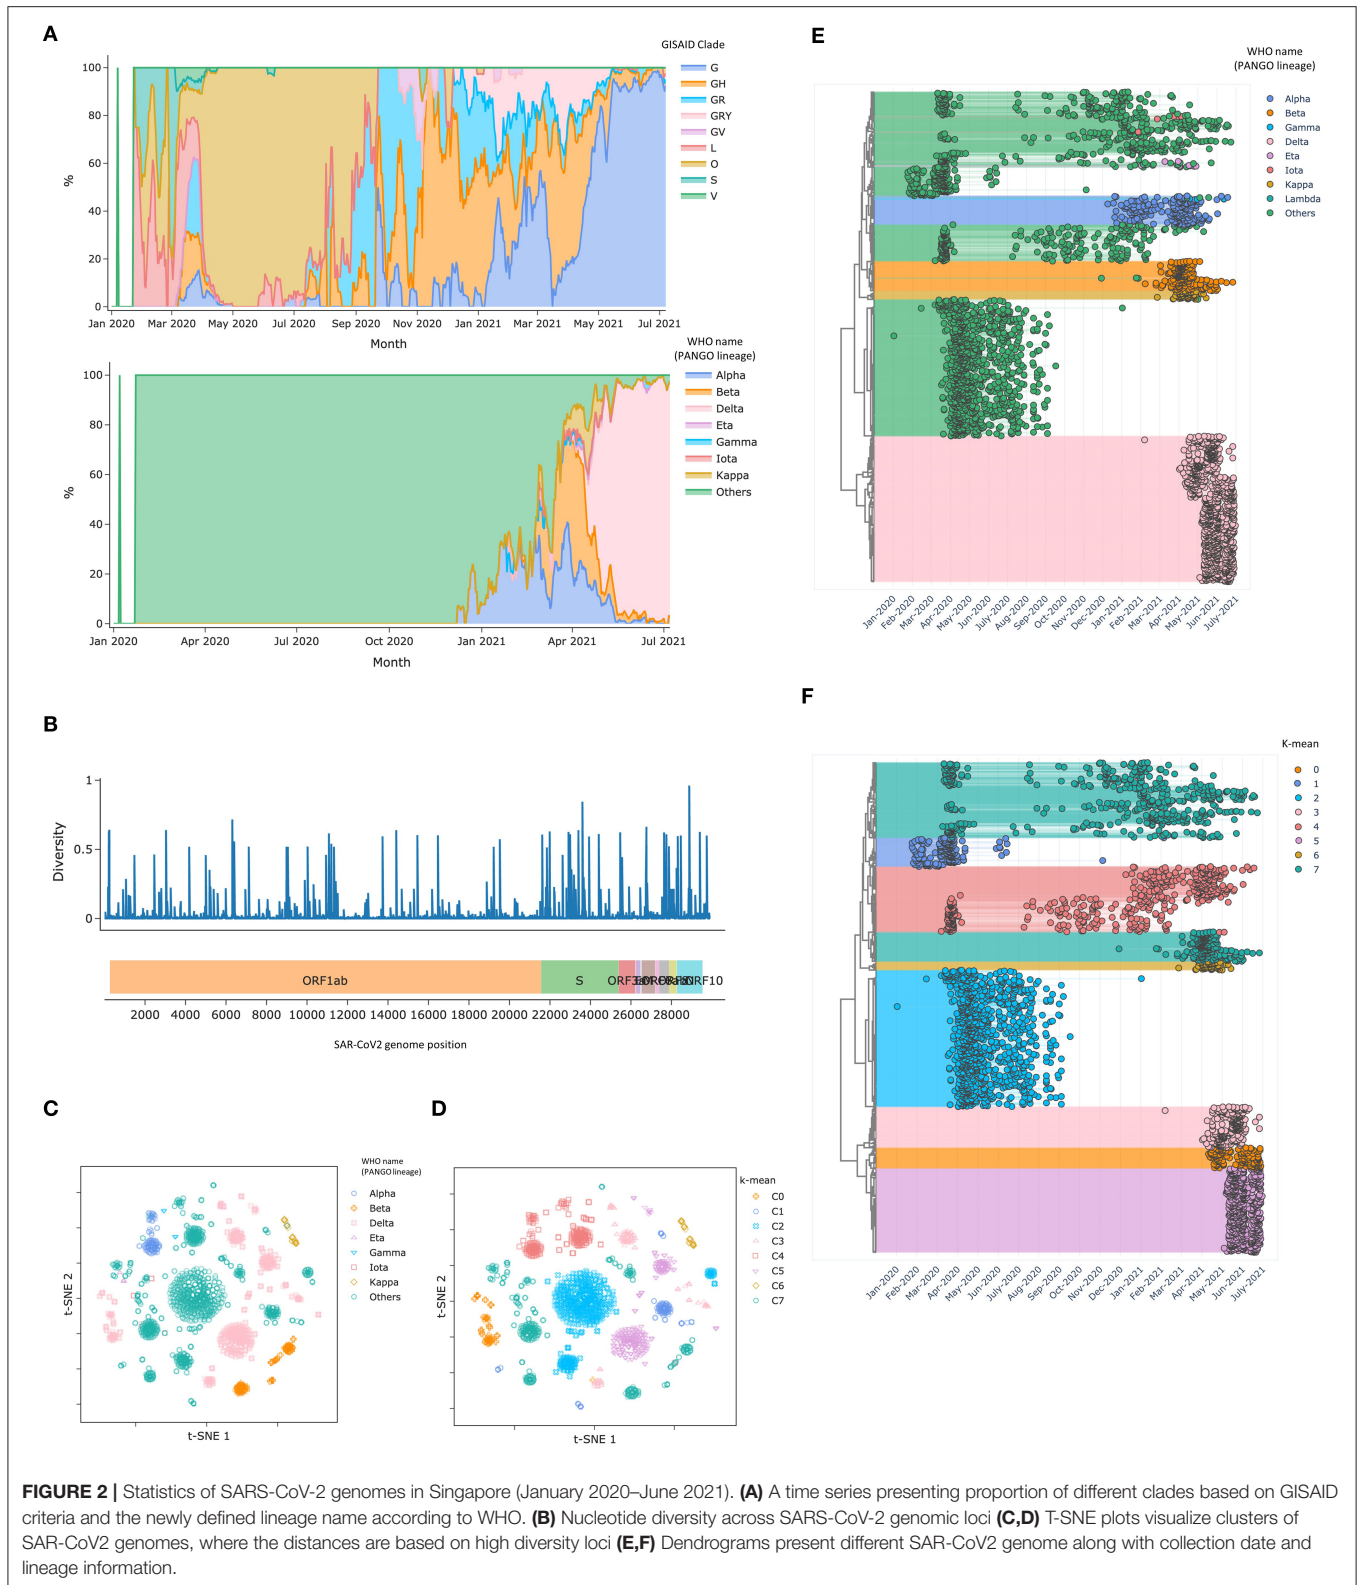 A
GISAID Clade
G
GH
GR
GRY
GV
L
O
S
V
100
80
60
40
20
0
%
Jan 2020 Mar 2020 May 2020 Jul 2020 Sep 2020 Nov 2020 Jan 2021 Mar 2021 May 2021 Jul 2021
Month
WHO name
(PANGO lineage)
Alpha
Beta
Delta
Eta
Gamma
Iota
Kappa
Others
100
80
60
40
20
0
%
Jan 2020 Apr 2020 Jul 2020 Oct 2020 Jan 2021 Apr 2021 Jul 2021
Month
B
1
0.5
0
Diversity
ORF1ab S ORF10
2000 4000 6000 8000 10000 12000 14000 16000 18000 20000 22000 24000 26000 28000
SAR-CoV2 genome position
C
WHO name
(PANGO lineage)
Alpha
Beta
Delta
Eta
Gamma
Iota
Kappa
Others
t-SNE 2
t-SNE 1
D
k-mean
C0
C1
C2
C3
C4
C5
C6
C7
t-SNE 2
t-SNE 1
E
WHO name
(PANGO lineage)
Alpha
Beta
Gamma
Delta
Eta
Iota
Kappa
Lambda
Others
Jan-2020 Feb-2020 Mar-2020 Apr-2020 May-2020 Jun-2020 July-2020 Aug-2020 Sep-2020 Oct-2020 Nov-2020 Dec-2020 Jan-2021 Feb-2021 Mar-2021 Apr-2021 May-2021 Jun-2021 July-2021
F
K-mean
0
1
2
3
4
5
6
7
Jan-2020 Feb-2020 Mar-2020 Apr-2020 May-2020 Jun-2020 July-2020 Aug-2020 Sep-2020 Oct-2020 Nov-2020 Dec-2020 Jan-2021 Feb-2021 Mar-2021 Apr-2021 May-2021 Jun-2021 July-2021
FIGURE 2 | Statistics of SARS-CoV-2 genomes in Singapore (January 2020–June 2021). (A) A time series presenting proportion of different clades based on GISAID
criteria and the newly defined lineage name according to WHO. (B) Nucleotide diversity across SARS-CoV-2 genomic loci (C,D) T-SNE plots visualize clusters of
SAR-CoV2 genomes, where the distances are based on high diversity loci (E,F) Dendrograms present different SAR-CoV2 genome along with collection date and
lineage information.